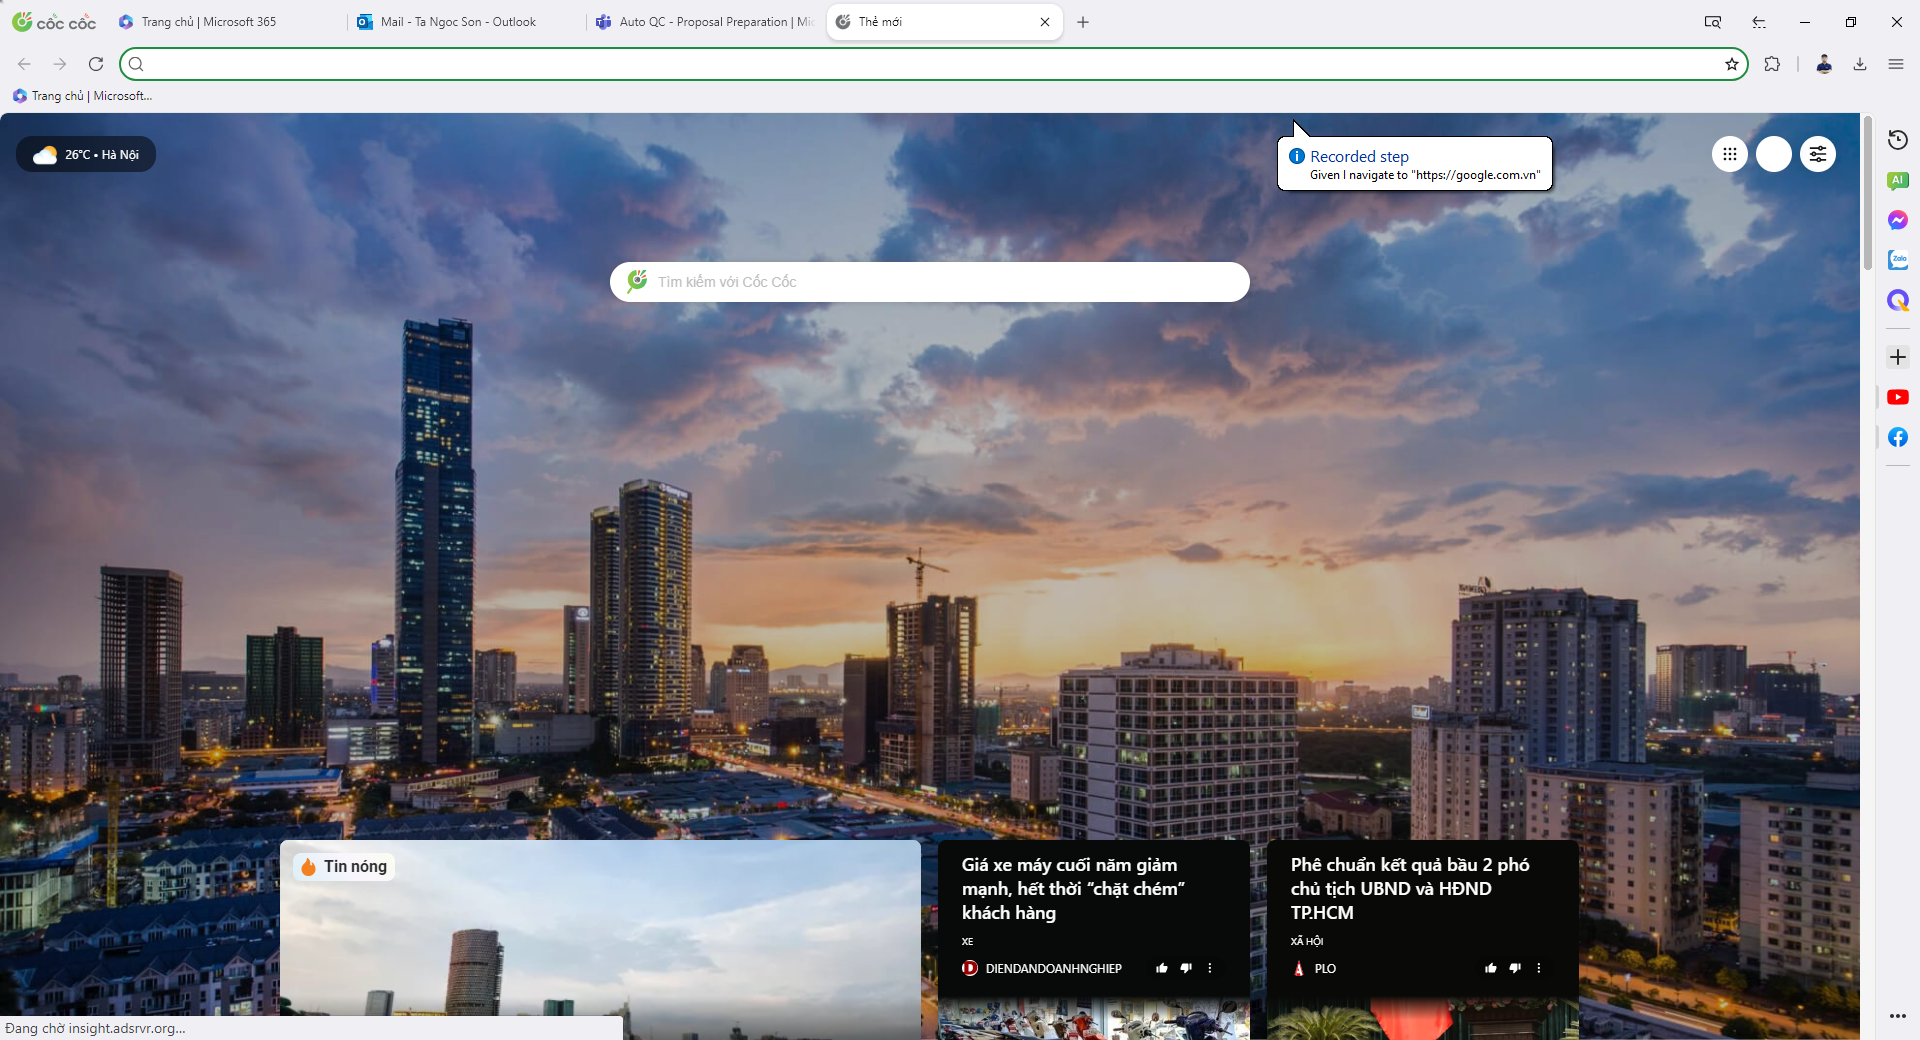 cốc cốc
Trang chủ | Microsoft 365
Mail - Ta Ngoc Son - Outlook
Auto QC - Proposal Preparation | Mic
Thẻ mới
Trang chủ | Microsoft...
26°C • Hà Nội
Recorded step
Given I navigate to "https://google.com.vn"
AI
Zalo
Tìm kiếm với Cốc Cốc
Tin nóng
Giá xe máy cuối năm giảm
mạnh, hết thời “chặt chém”
khách hàng
XE
DIENDANDOANHNGHIEP
Phê chuẩn kết quả bầu 2 phó
chủ tịch UBND và HĐND
TP.HCM
XÃ HỘI
PLO
Đang chờ insight.adsrvr.org...